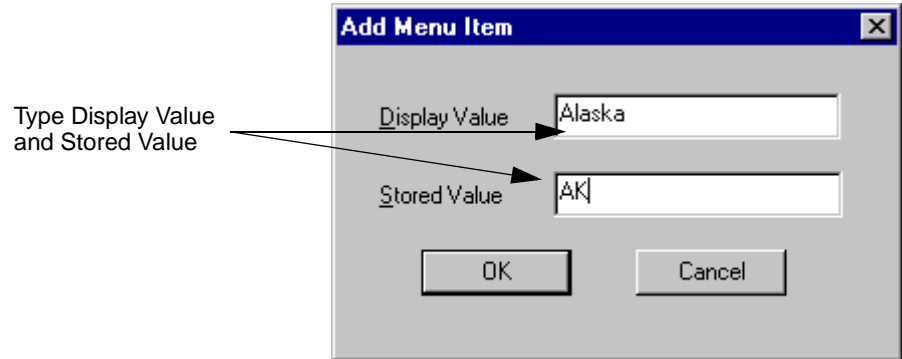 Add Menu Item
Type Display Value
and Stored Value
Display Value
Alaska
Stored Value
AK
OK
Cancel